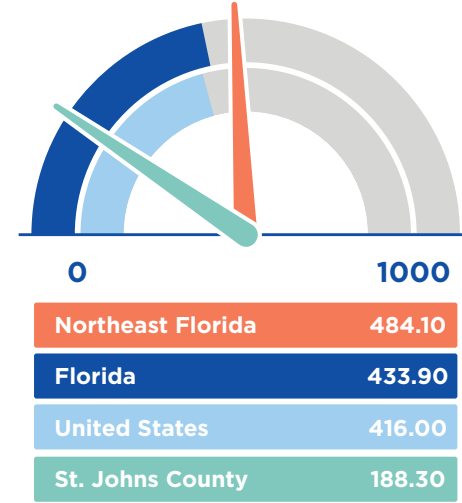 0 1000
Northeast Florida 484.10
Florida 433.90
United States 416.00
St. Johns County 188.30